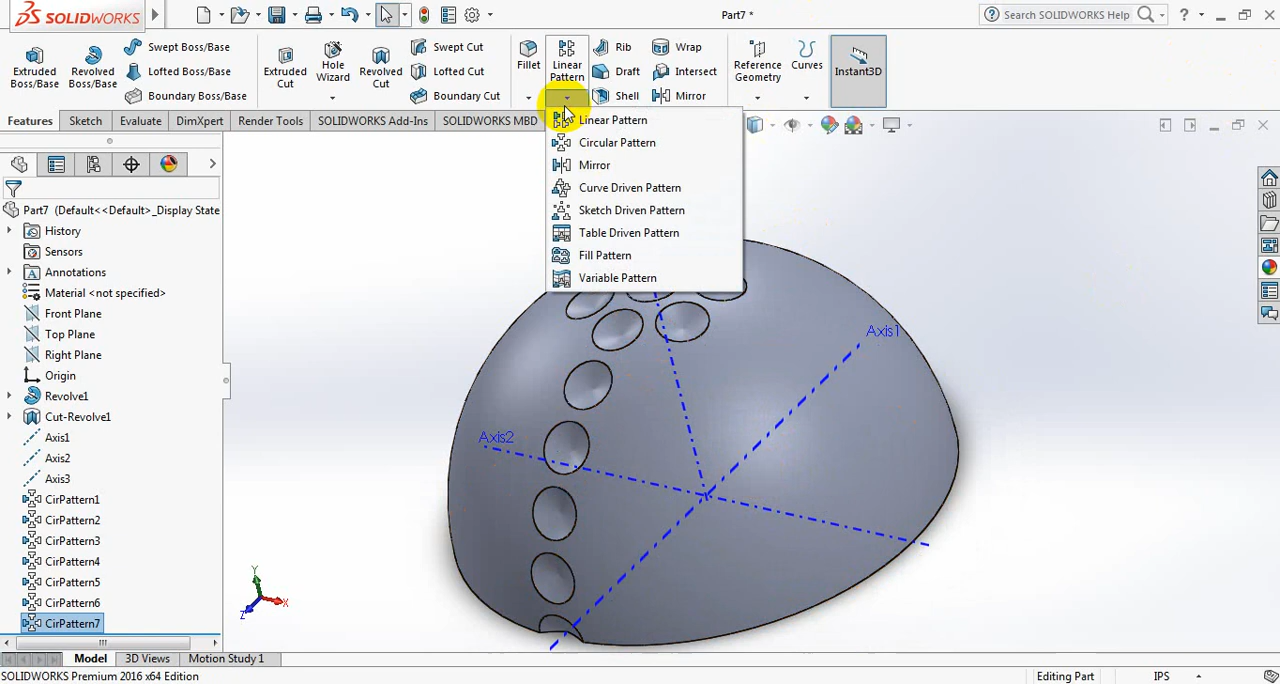 SOLIDWORKS
Part7 *
Search SOLIDWORKS Help
?
Extruded Boss/Base
Revolved Boss/Base
Swept Boss/Base
Lofted Boss/Base
Boundary Boss/Base
Extruded Cut
Hole Wizard
Revolved Cut
Swept Cut
Lofted Cut
Boundary Cut
Fillet
Linear Pattern
Rib
Draft
Shell
Wrap
Intersect
Mirror
Reference Geometry
Curves
Instant3D
Features
Sketch
Evaluate
DimXpert
Render Tools
SOLIDWORKS Add-Ins
SOLIDWORKS MBD
Linear Pattern
Circular Pattern
Mirror
Curve Driven Pattern
Sketch Driven Pattern
Table Driven Pattern
Fill Pattern
Variable Pattern
Part7 (Default<<Default>_Display State
History
Sensors
Annotations
Material <not specified>
Front Plane
Top Plane
Right Plane
Origin
Revolve1
Cut-Revolve1
Axis1
Axis2
Axis3
CirPattern1
CirPattern2
CirPattern3
CirPattern4
CirPattern5
CirPattern6
CirPattern7
Axis1
Axis2
Y
X
Z
Model
3D Views
Motion Study 1
SOLIDWORKS Premium 2016 x64 Edition
Editing Part
IPS